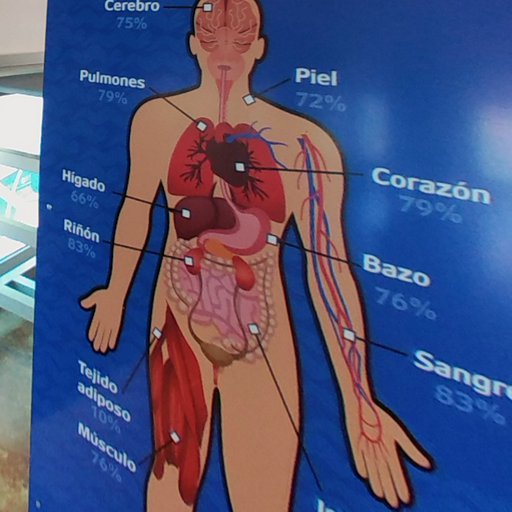 Cerebro
75%
Pulmones
79%
Piel
72%
Hígado
66%
Corazón
79%
Riñón
83%
Bazo
76%
Sangre
83%
Tejido
adiposo
10%
Músculo
76%